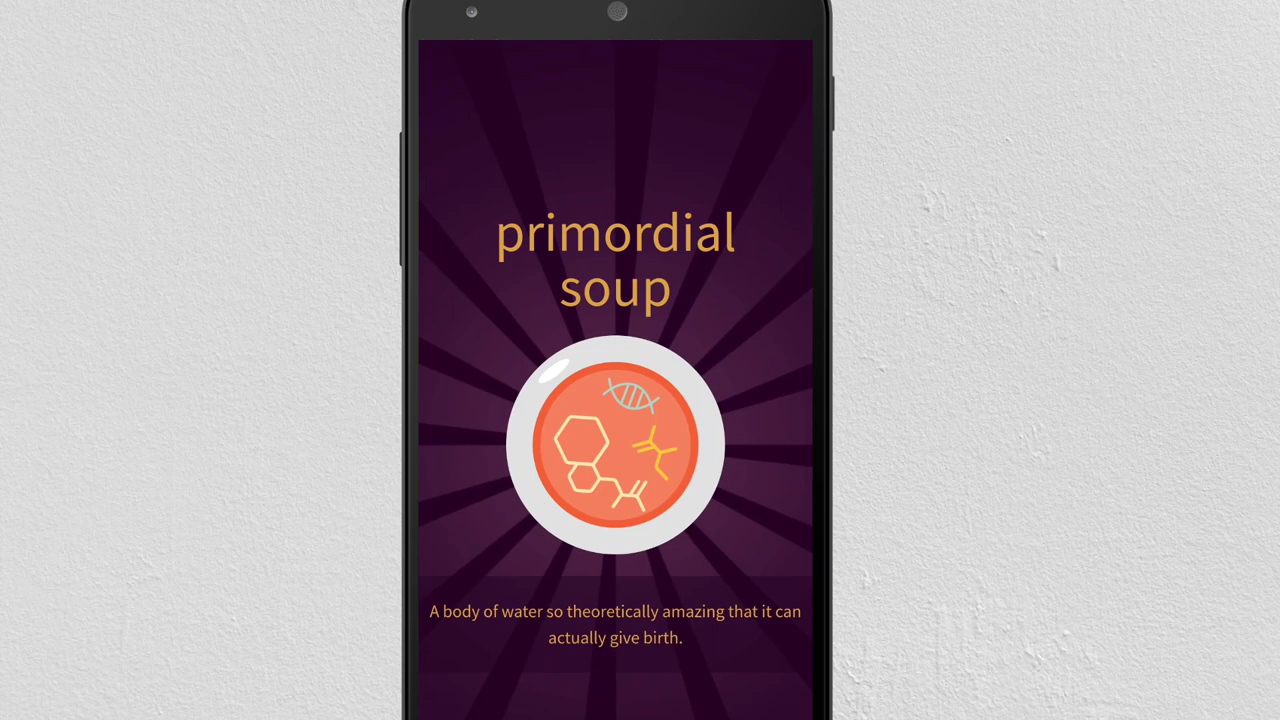 primordial
soup
A body of water so theoretically amazing that it can
actually give birth.